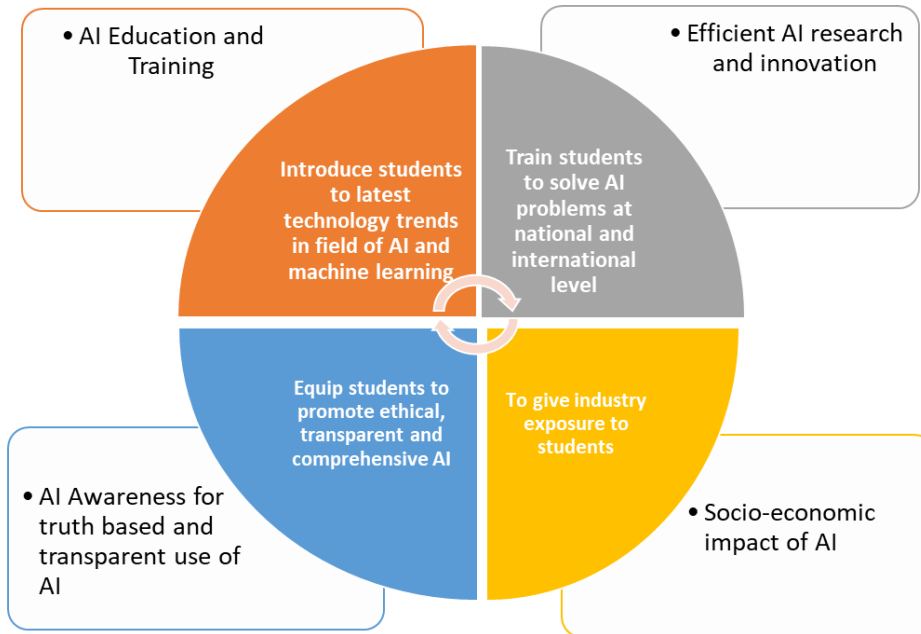 • AI Education and
Training
• Efficient AI research
and innovation
Introduce students
to latest
technology trends
in field of AI and
machine learning
Train students
to solve AI
problems at
national and
international
level
Equip students to
promote ethical,
transparent and
comprehensive AI
To give industry
exposure to
students
• AI Awareness for
truth based and
transparent use of
AI
• Socio-economic
impact of AI